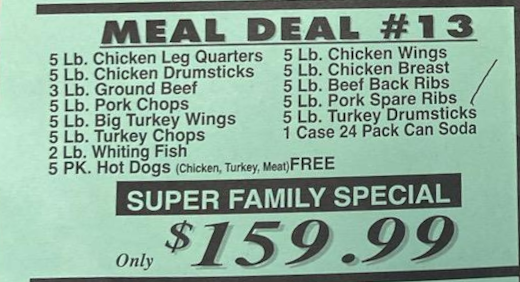 MEAL DEAL #13
5 Lb. Chicken Leg Quarters
5 Lb. Chicken Drumsticks
3 Lb. Ground Beef
5 Lb. Pork Chops
5 Lb. Big Turkey Wings
5 Lb. Turkey Chops
2 Lb. Whiting Fish
5 PK. Hot Dogs (Chicken, Turkey, Meat)FREE
5 Lb. Chicken Wings
5 Lb. Chicken Breast
5 Lb. Beef Back Ribs
5 Lb. Pork Spare Ribs
5 Lb. Turkey Drumsticks
1 Case 24 Pack Can Soda
SUPER FAMILY SPECIAL
Only $159.99